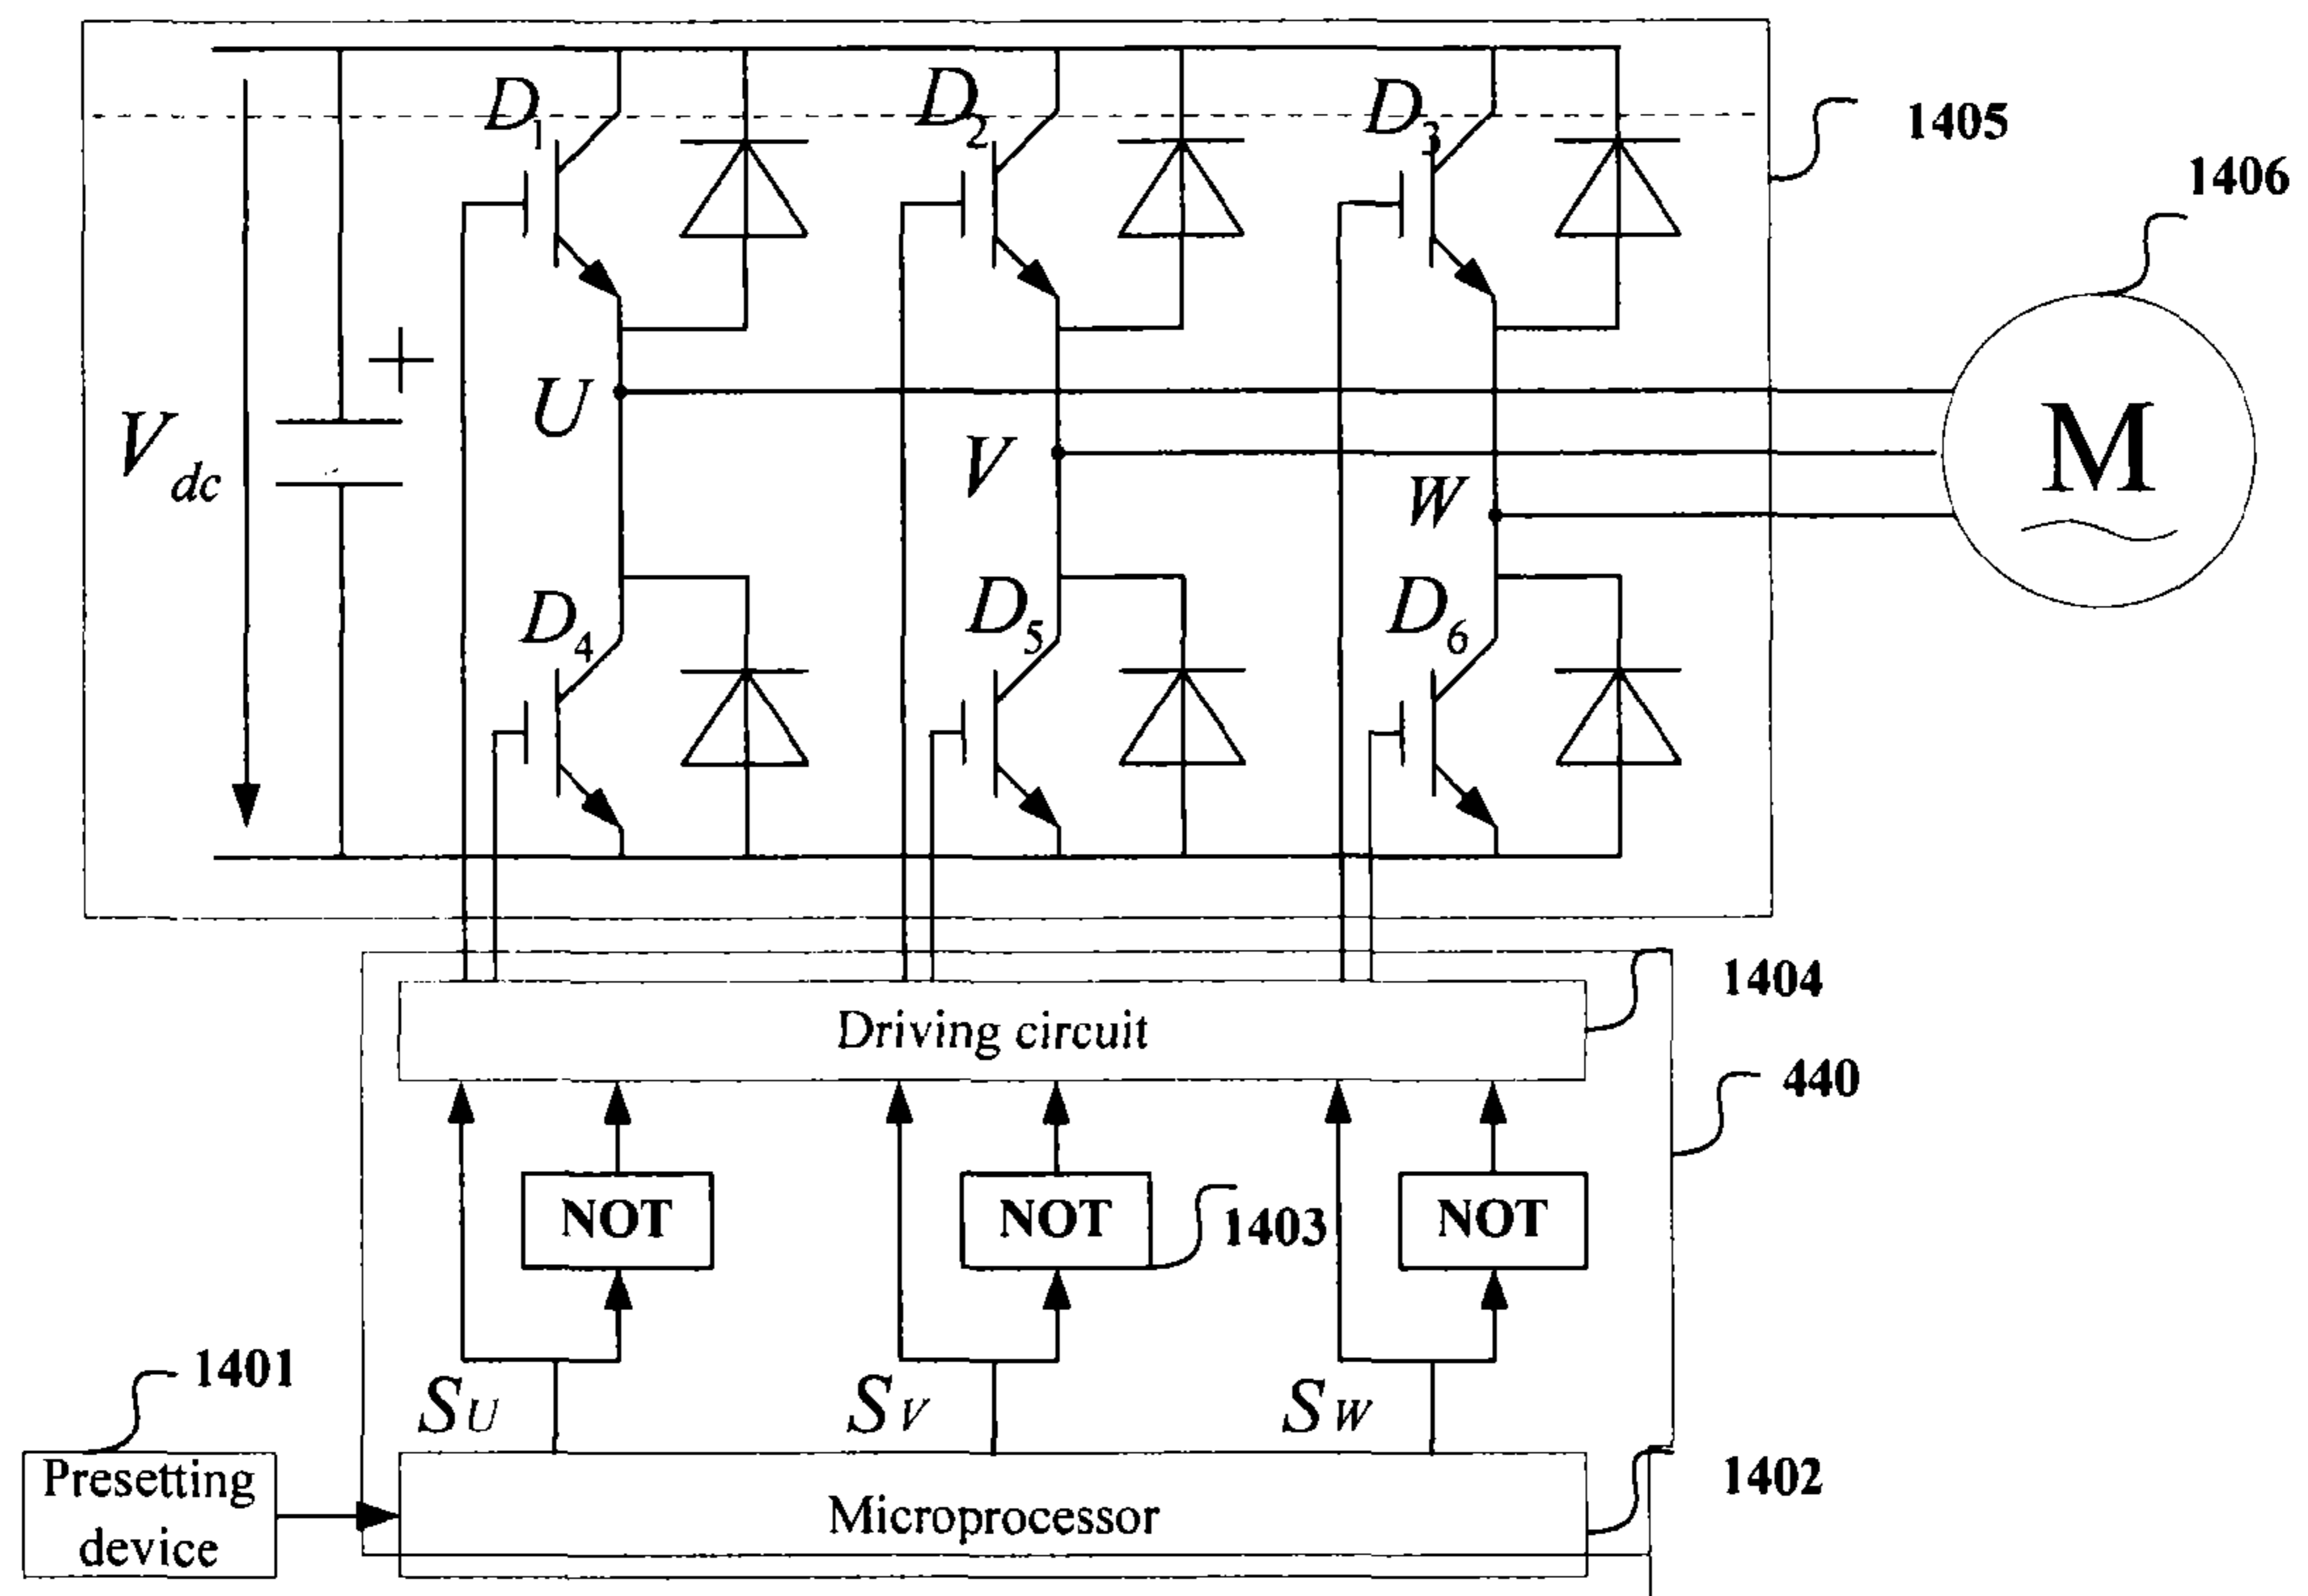 D1
D2
D3
1405
1406
+
U
Vdc
V
M
W
D4
D5
D6
1404
Driving circuit
440
NOT
NOT
1403
NOT
1401
SU
SV
SW
Presetting
device
Microprocessor
1402